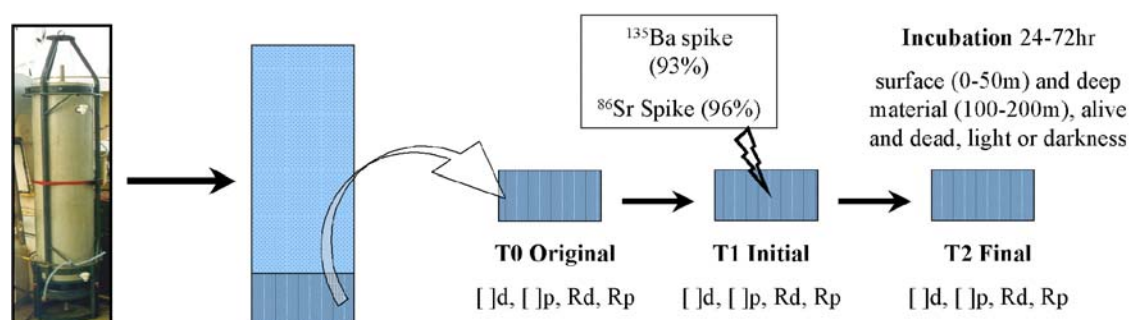 ¹³⁵Ba spike
(93%)
⁸⁶Sr Spike (96%)
Incubation 24-72hr
surface (0-50m) and deep
material (100-200m), alive
and dead, light or darkness
T0 Original
T1 Initial
T2 Final
[ ]d, [ ]p, Rd, Rp
[ ]d, [ ]p, Rd, Rp
[ ]d, [ ]p, Rd, Rp